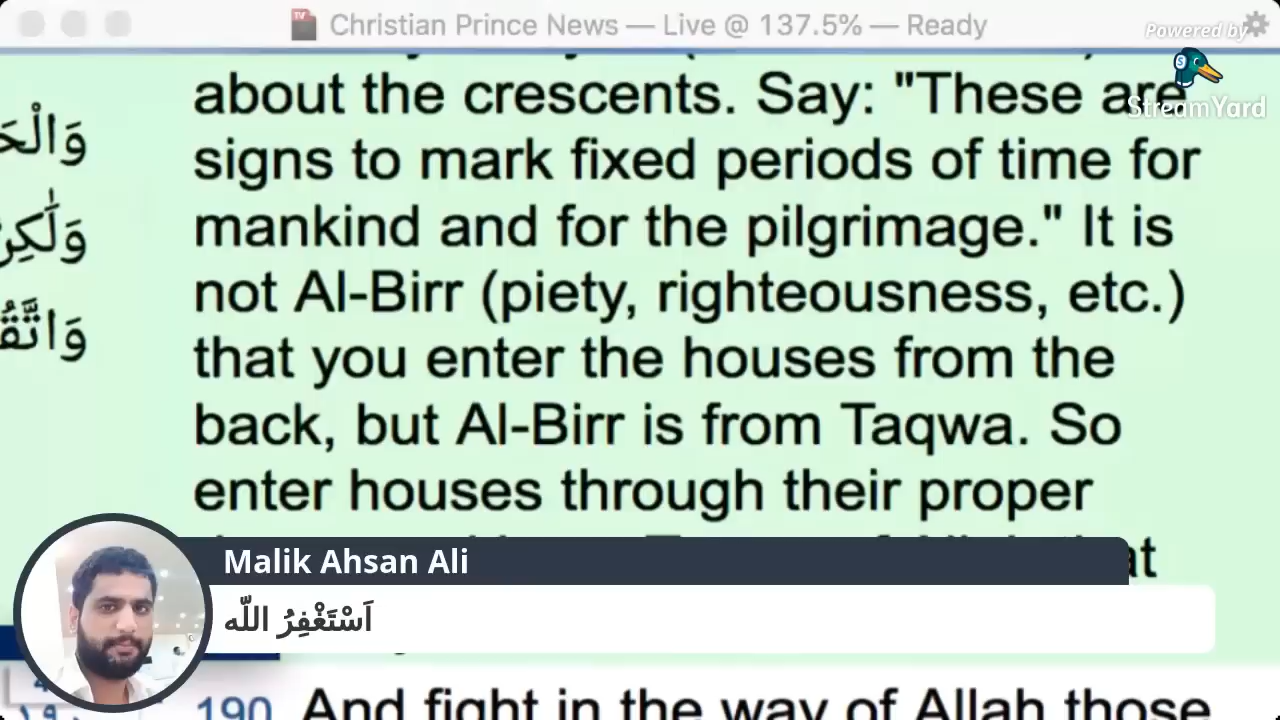 Christian Prince News — Live @ 137.5% — Ready
Powered by
StreamYard
about the crescents. Say: "These are
signs to mark fixed periods of time for
mankind and for the pilgrimage." It is
not Al-Birr (piety, righteousness, etc.)
that you enter the houses from the
back, but Al-Birr is from Taqwa. So
enter houses through their proper
وَلَٰكِنَّ
Malik Ahsan Ali
اَسْتَغْفِرُ اللّٰه
190 And fight in the way of Allah those